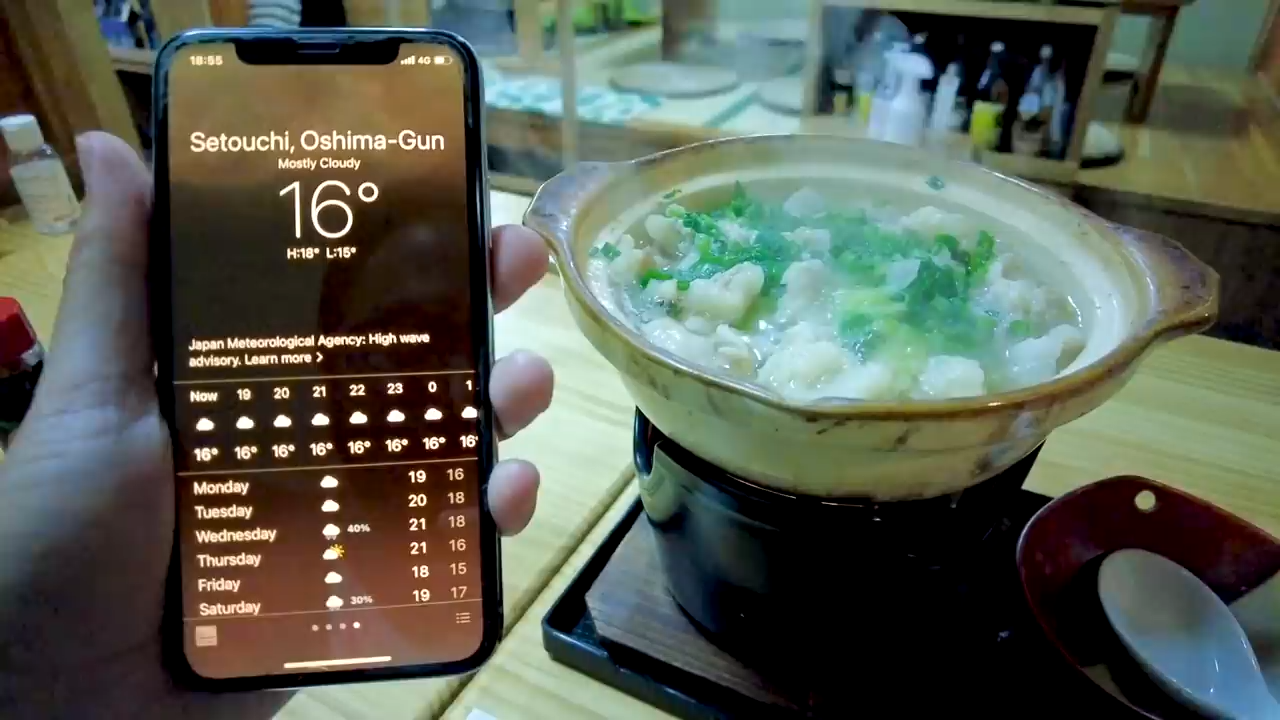 18:55 4G
Setouchi, Oshima-Gun
Mostly Cloudy
16°
H:18° L:15°
Japan Meteorological Agency: High wave
advisory. Learn more >
Now 19 20 21 22 23 0 1
16° 16° 16° 16° 16° 16° 16° 16°
Monday 19 16
Tuesday 20 18
Wednesday 40% 21 18
Thursday 21 16
Friday 18 15
Saturday 30% 19 17